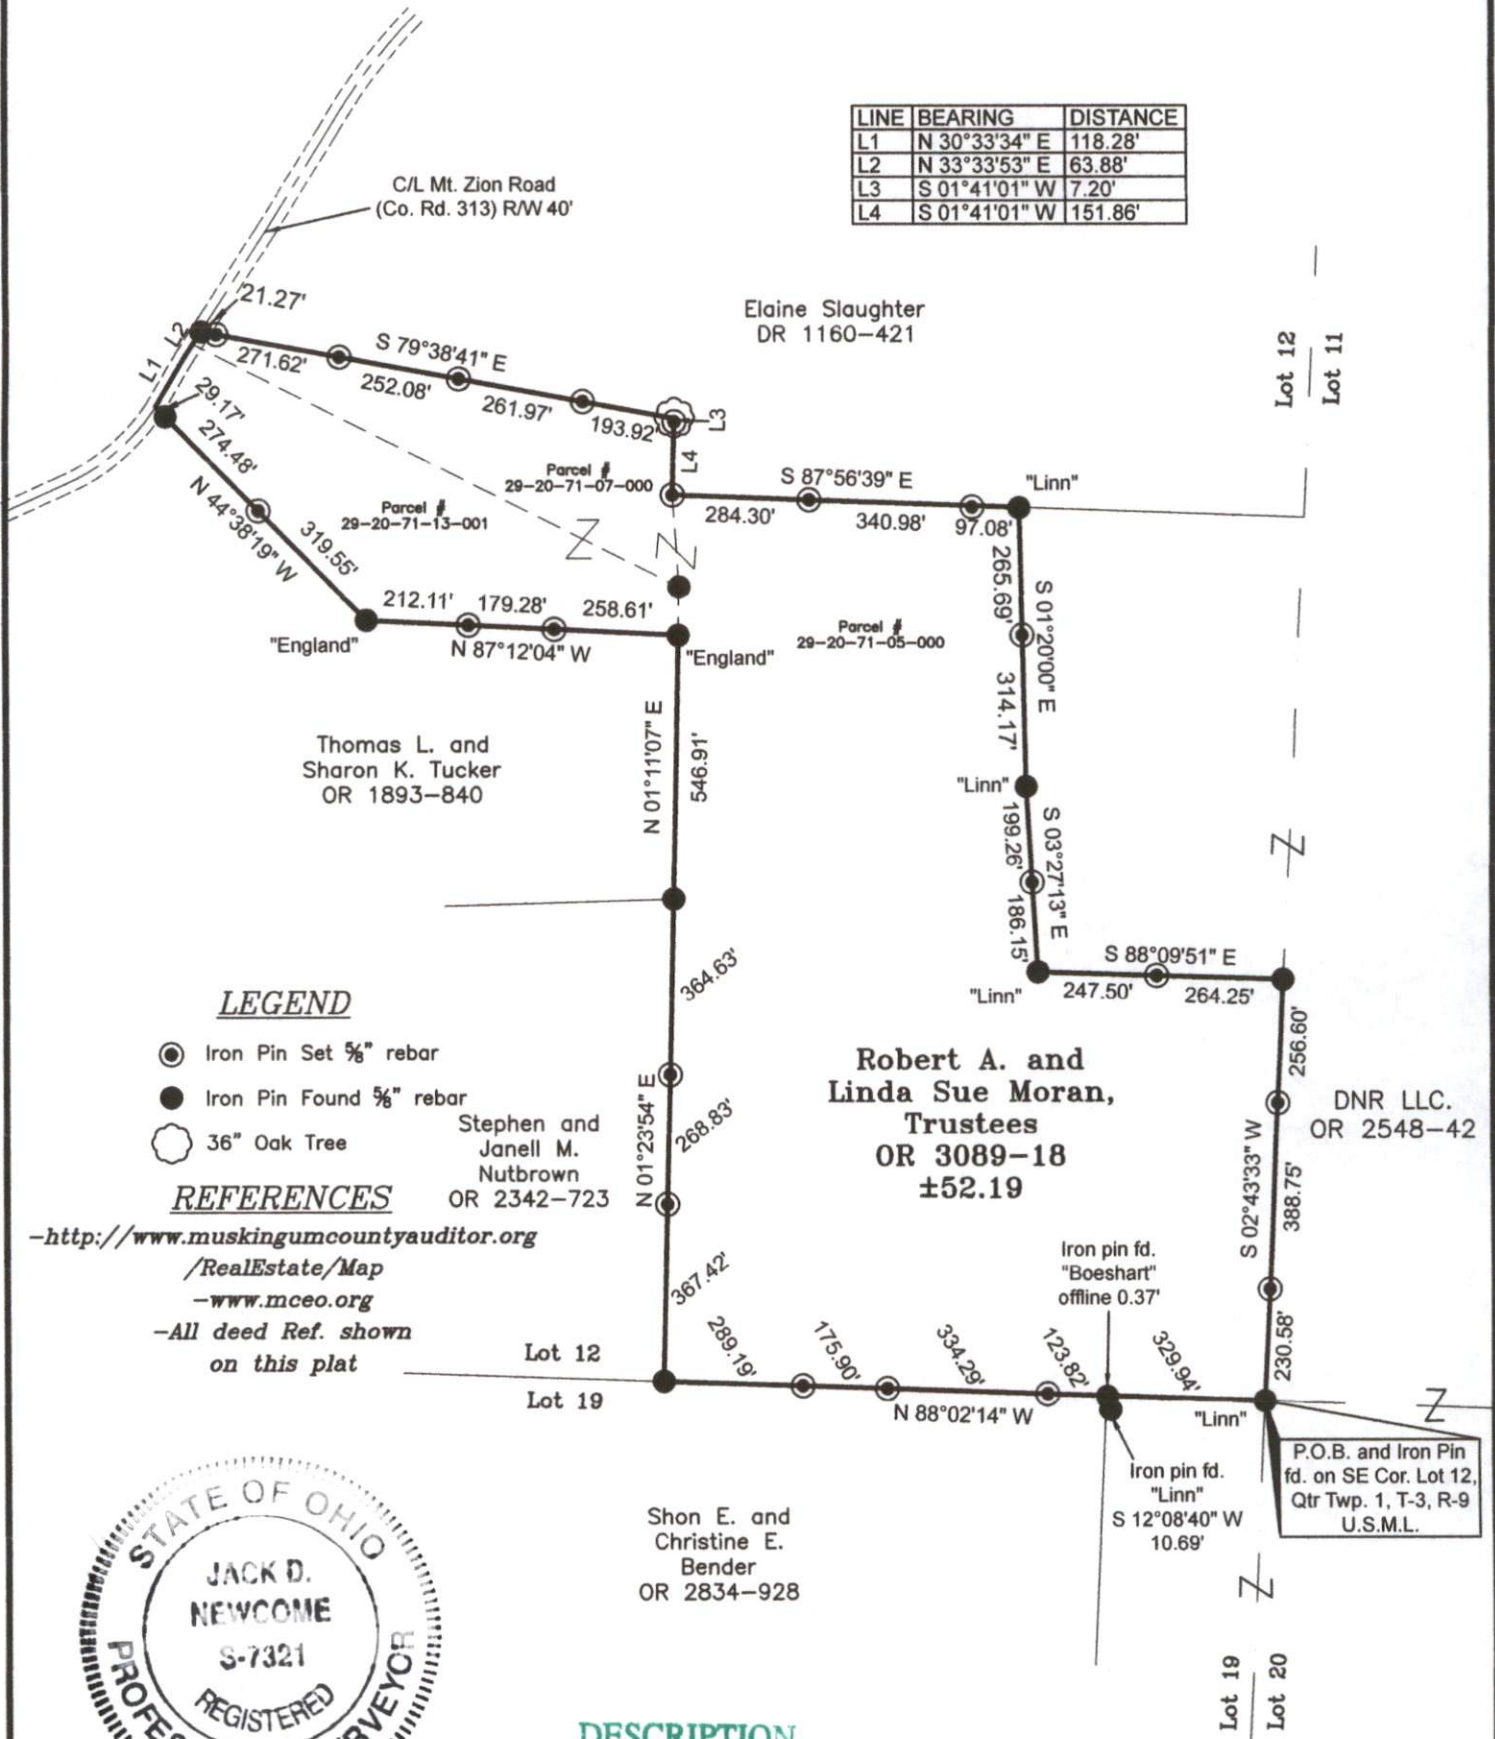 LINE BEARING DISTANCE
L1 N 30°33'34" E 118.28'
L2 N 33°33'53" E 63.88'
L3 S 01°41'01" W 7.20'
L4 S 01°41'01" W 151.86'
C/L Mt. Zion Road
(Co. Rd. 313) R/W 40'
Elaine Slaughter
DR 1160-421
Lot 12
Lot 11
21.27'
L2
L1
271.62'
S 79°38'41" E
252.08'
261.97'
193.92'
L3
L4
29.17'
274.48'
N 44°38'19" W
319.55'
Parcel #
29-20-71-07-000
Parcel #
29-20-71-13-001
S 87°56'39" E
284.30'
340.98'
97.08'
"Linn"
212.11'
179.28'
258.61'
"England"
N 87°12'04" W
"England"
Parcel #
29-20-71-05-000
265.69'
S 01°20'00" E
314.17'
"Linn"
199.26'
S 03°27'13" E
186.15'
"Linn"
S 88°09'51" E
247.50'
264.25'
N 01°11'07" E
546.91'
Thomas L. and
Sharon K. Tucker
OR 1893-840
364.63'
N 01°23'54" E
268.83'
367.42'
LEGEND
Iron Pin Set ⅝" rebar
Iron Pin Found ⅝" rebar
36" Oak Tree
Stephen and
Janell M.
Nutbrown
OR 2342-723
REFERENCES
-http://www.muskingumcountyauditor.org
/RealEstate/Map
-www.mceo.org
-All deed Ref. shown
on this plat
Robert A. and
Linda Sue Moran,
Trustees
OR 3089-18
±52.19
256.60'
S 02°43'33" W
388.75'
230.58'
DNR LLC.
OR 2548-42
Iron pin fd.
"Boeshart"
offline 0.37'
Lot 12
Lot 19
289.19'
175.90'
334.29'
123.82'
329.94'
N 88°02'14" W
"Linn"
Iron pin fd.
"Linn"
S 12°08'40" W
10.69'
P.O.B. and Iron Pin
fd. on SE Cor. Lot 12,
Qtr Twp. 1, T-3, R-9
U.S.M.L.
Shon E. and
Christine E.
Bender
OR 2834-928
Lot 19
Lot 20
STATE OF OHIO
JACK D.
NEWCOME
S-7321
REGISTERED
DESCRIPTION